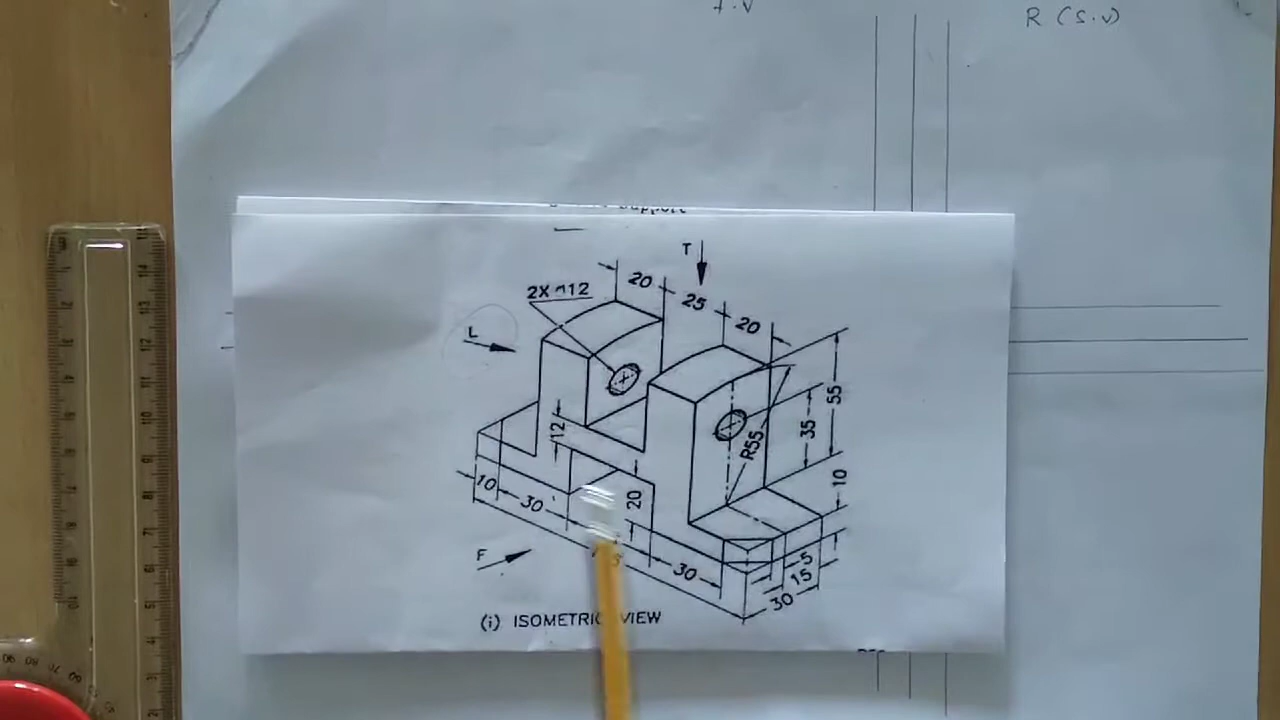 R (S.V)
Support
T
20
25
20
2X ⌀12
L
12
55
35
R55
10
10
30
20
5
15
30
30
F
(i) ISOMETRIC VIEW